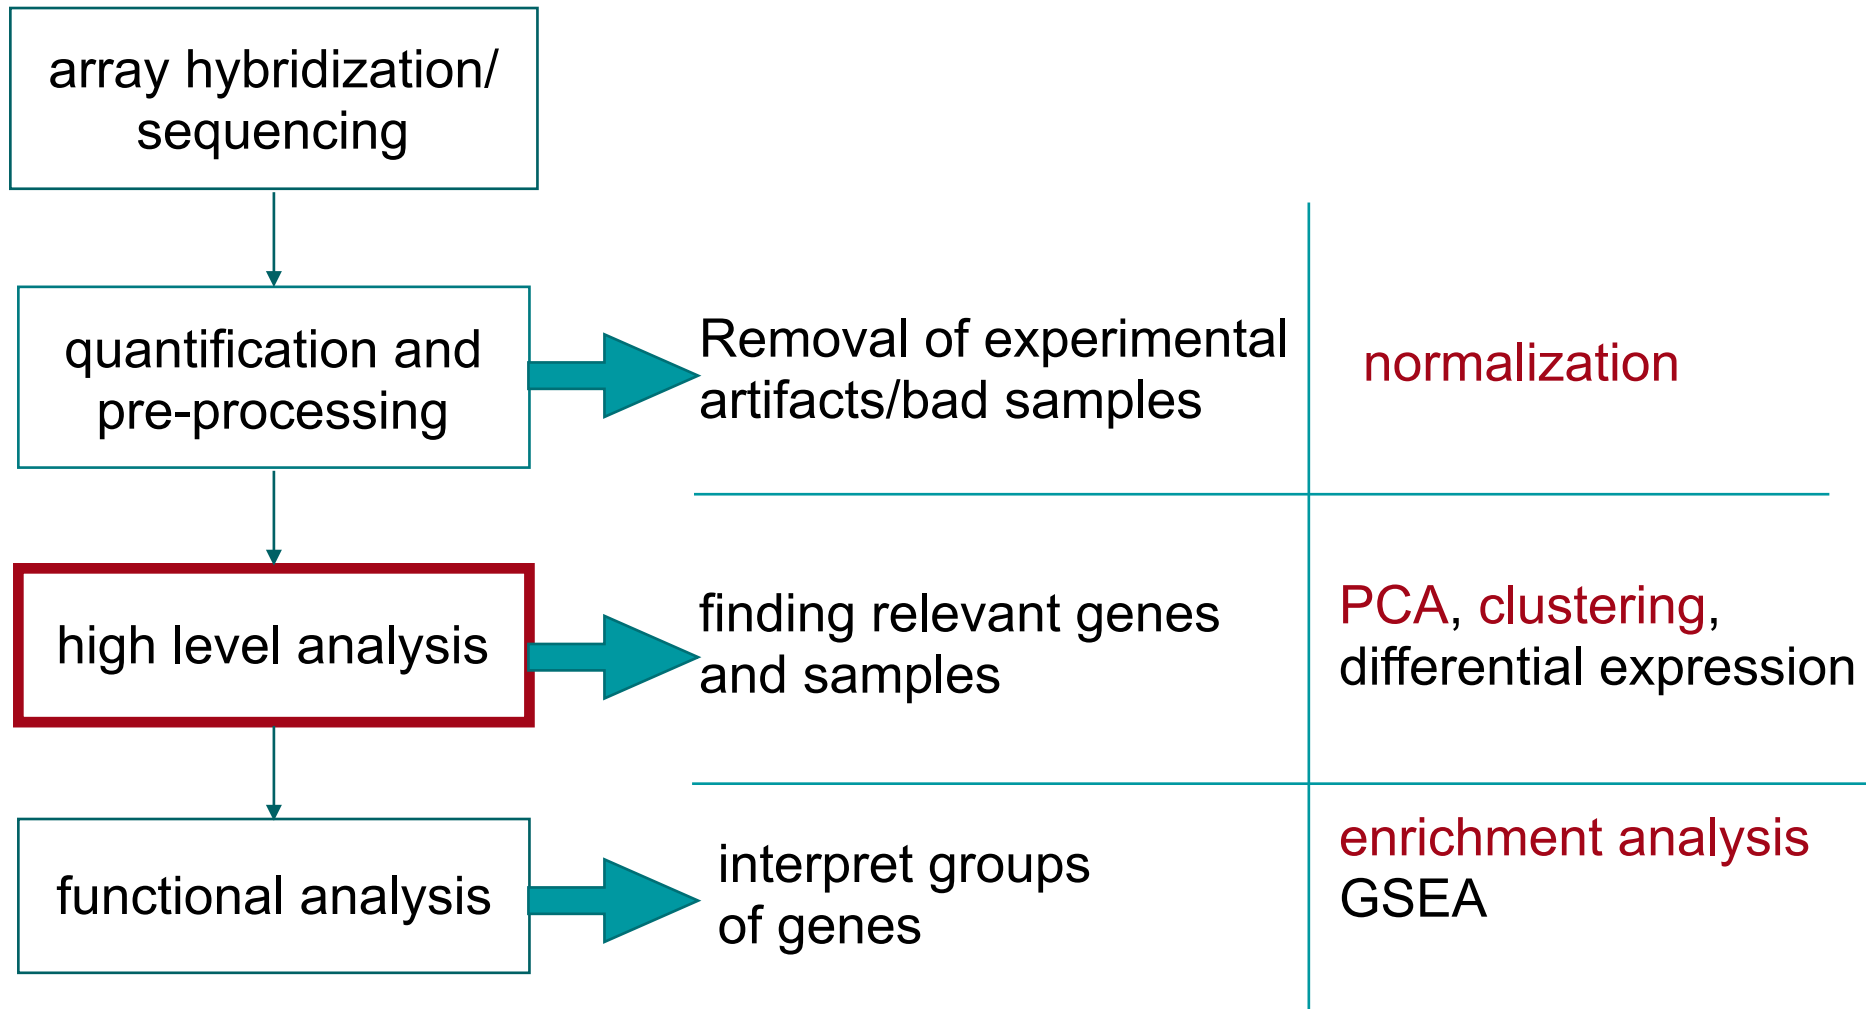 array hybridization/
sequencing
quantification and
pre-processing
Removal of experimental
artifacts/bad samples
normalization
high level analysis
finding relevant genes
and samples
PCA, clustering,
differential expression
functional analysis
interpret groups
of genes
enrichment analysis
GSEA